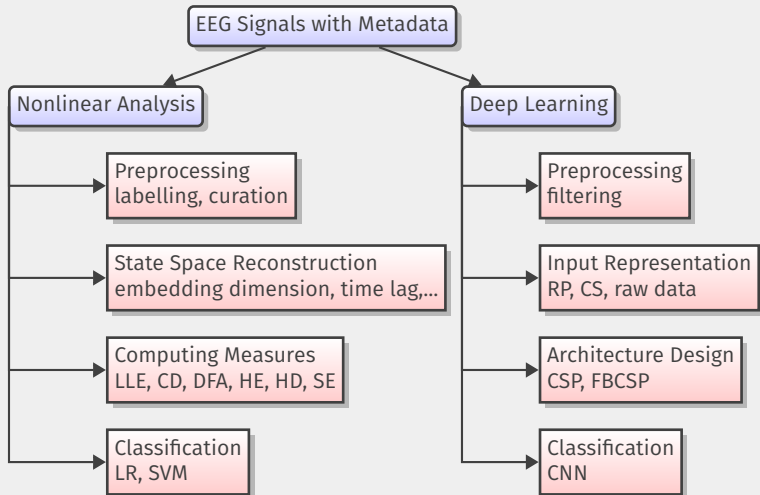 EEG Signals with Metadata
Nonlinear Analysis
Preprocessing
labelling, curation
State Space Reconstruction
embedding dimension, time lag,...
Computing Measures
LLE, CD, DFA, HE, HD, SE
Classification
LR, SVM
Deep Learning
Preprocessing
filtering
Input Representation
RP, CS, raw data
Architecture Design
CSP, FBCSP
Classification
CNN